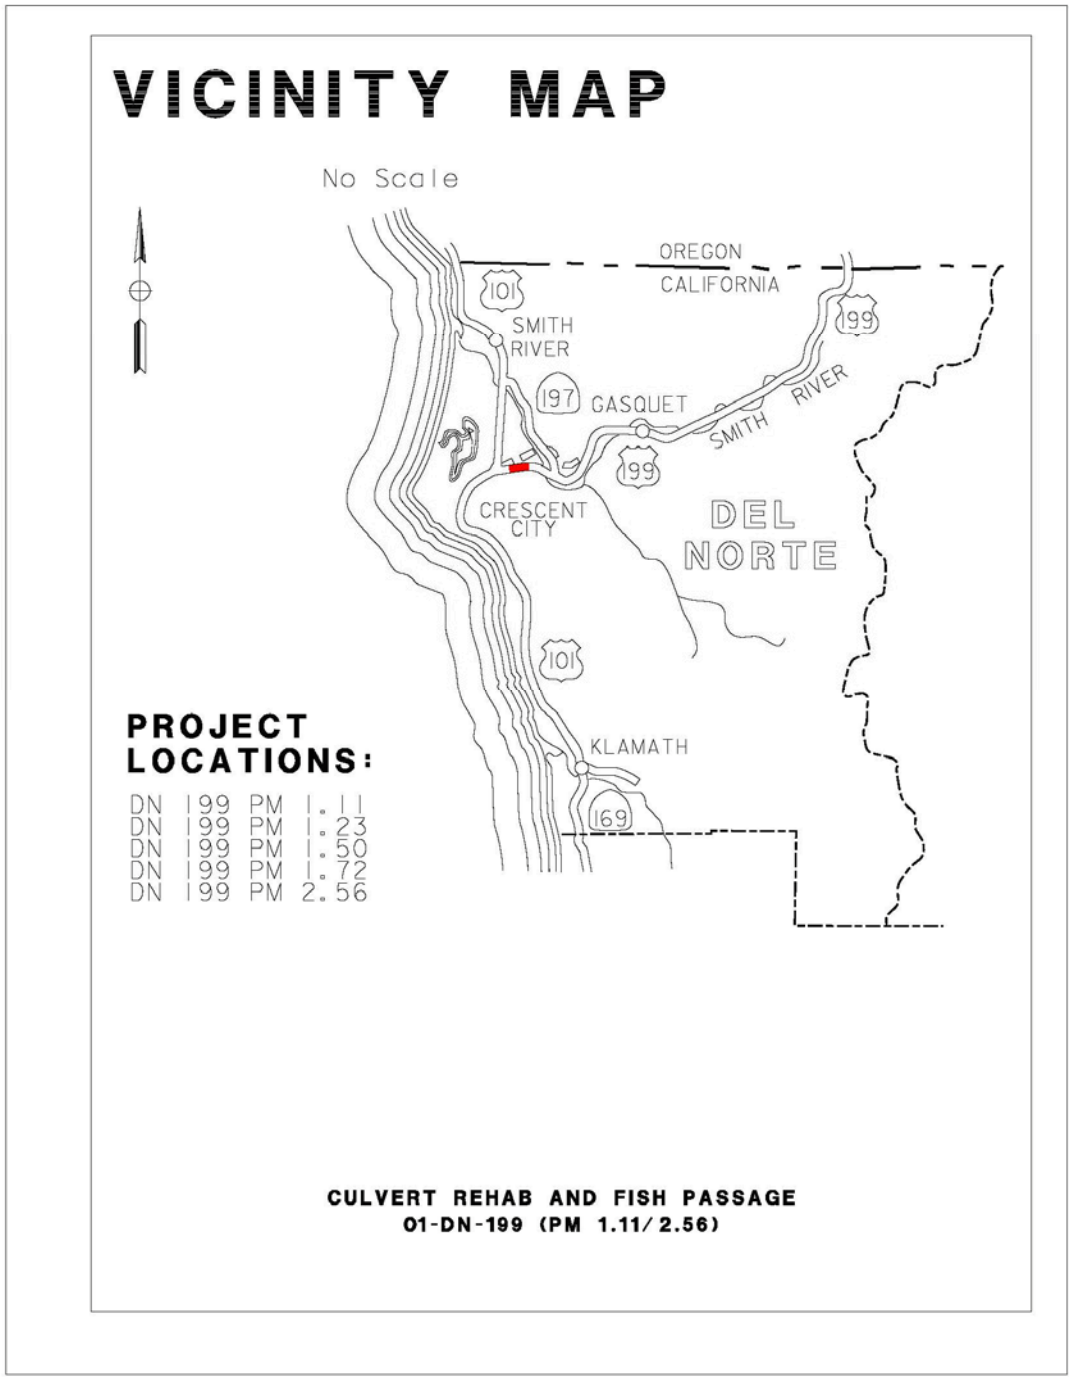 VICINITY MAP
No Scale
OREGON
CALIFORNIA
101
199
SMITH
RIVER
197
GASQUET
SMITH RIVER
199
CRESCENT
CITY
DEL
NORTE
101
PROJECT
LOCATIONS:
KLAMATH
DN 199 PM 1.11
DN 199 PM 1.23
DN 199 PM 1.50
DN 199 PM 1.72
DN 199 PM 2.56
169
CULVERT REHAB AND FISH PASSAGE
01-DN-199 (PM 1.11/2.56)